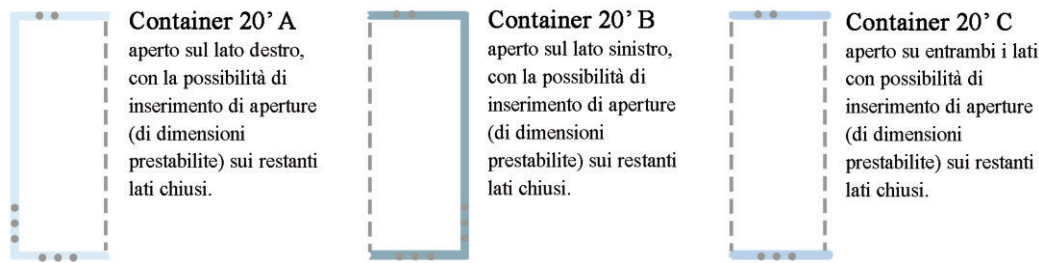 Container 20’ A
aperto sul lato destro,
con la possibilità di
inserimento di aperture
(di dimensioni
prestabilite) sui restanti
lati chiusi.
Container 20’ B
aperto sul lato sinistro,
con la possibilità di
inserimento di aperture
(di dimensioni
prestabilite) sui restanti
lati chiusi.
Container 20’ C
aperto su entrambi i lati
con possibilità di
inserimento di aperture
(di dimensioni
prestabilite) sui restanti
lati chiusi.